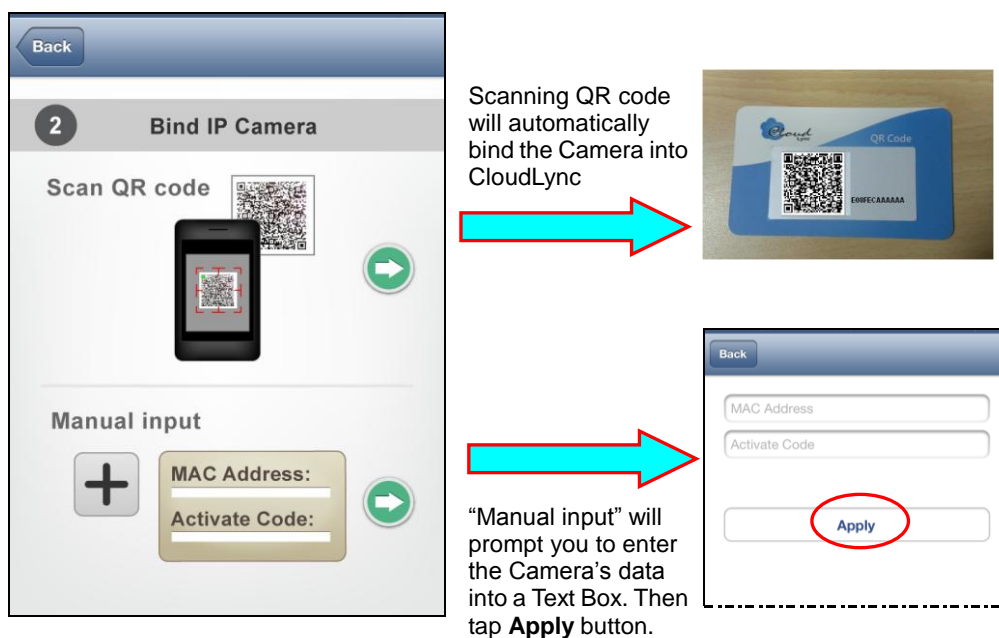 Back
2 Bind IP Camera
Scan QR code
Manual input
MAC Address:
Activate Code:
Scanning QR code
will automatically
bind the Camera into
CloudLync
Cloud
Lync
QR Code
E00FECAAAAAA
“Manual input” will
prompt you to enter
the Camera’s data
into a Text Box. Then
tap Apply button.
Back
MAC Address
Activate Code
Apply